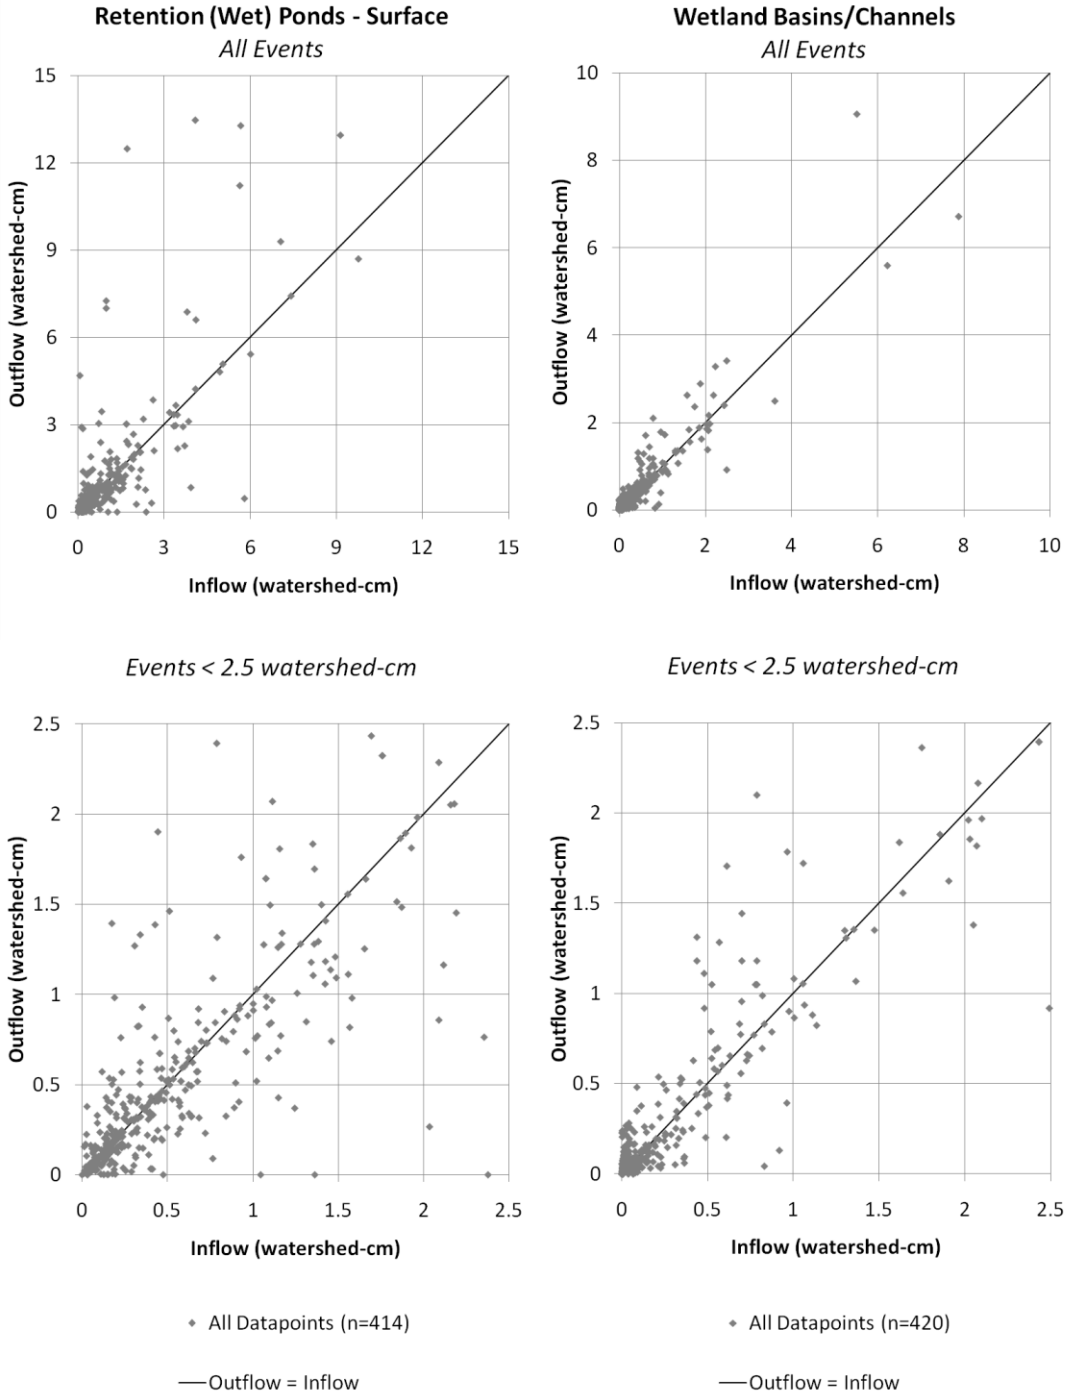 Retention (Wet) Ponds - Surface
All Events
15
12
9
6
3
0
Outflow (watershed-cm)
0 3 6 9 12 15
Inflow (watershed-cm)
Wetland Basins/Channels
All Events
10
8
6
4
2
0
Outflow (watershed-cm)
0 2 4 6 8 10
Inflow (watershed-cm)
Events < 2.5 watershed-cm
2.5
2
1.5
1
0.5
0
Outflow (watershed-cm)
0 0.5 1 1.5 2 2.5
Inflow (watershed-cm)
All Datapoints (n=414)
Outflow = Inflow
Events < 2.5 watershed-cm
2.5
2
1.5
1
0.5
0
Outflow (watershed-cm)
0 0.5 1 1.5 2 2.5
Inflow (watershed-cm)
All Datapoints (n=420)
Outflow = Inflow